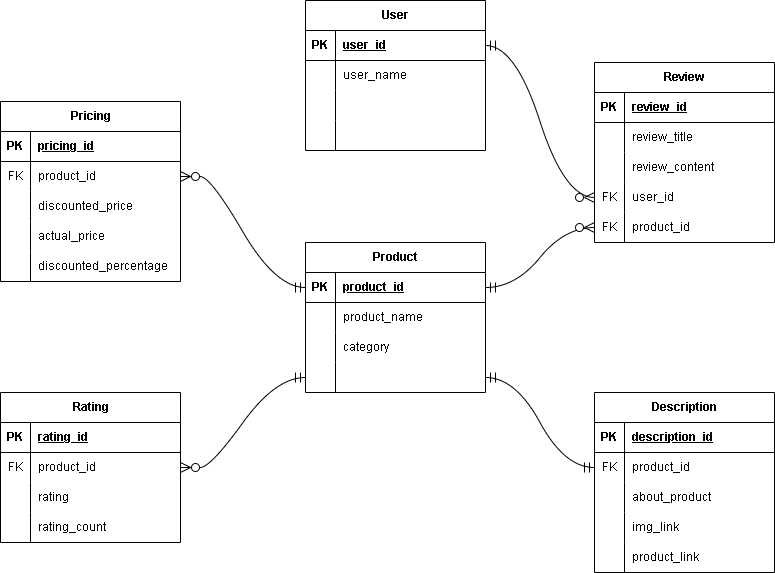 User
PK user_id
user_name
Review
PK review_id
review_title
review_content
FK user_id
FK product_id
Pricing
PK pricing_id
FK product_id
discounted_price
actual_price
discounted_percentage
Product
PK product_id
product_name
category
Rating
PK rating_id
FK product_id
rating
rating_count
Description
PK description_id
FK product_id
about_product
img_link
product_link